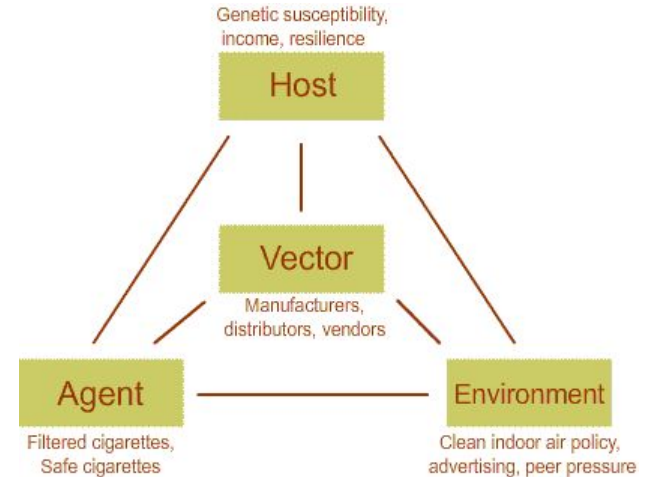 Genetic susceptibility,
income, resilience
Host
Vector
Manufacturers,
distributors, vendors
Agent
Filtered cigarettes,
Safe cigarettes
Environment
Clean indoor air policy,
advertising, peer pressure